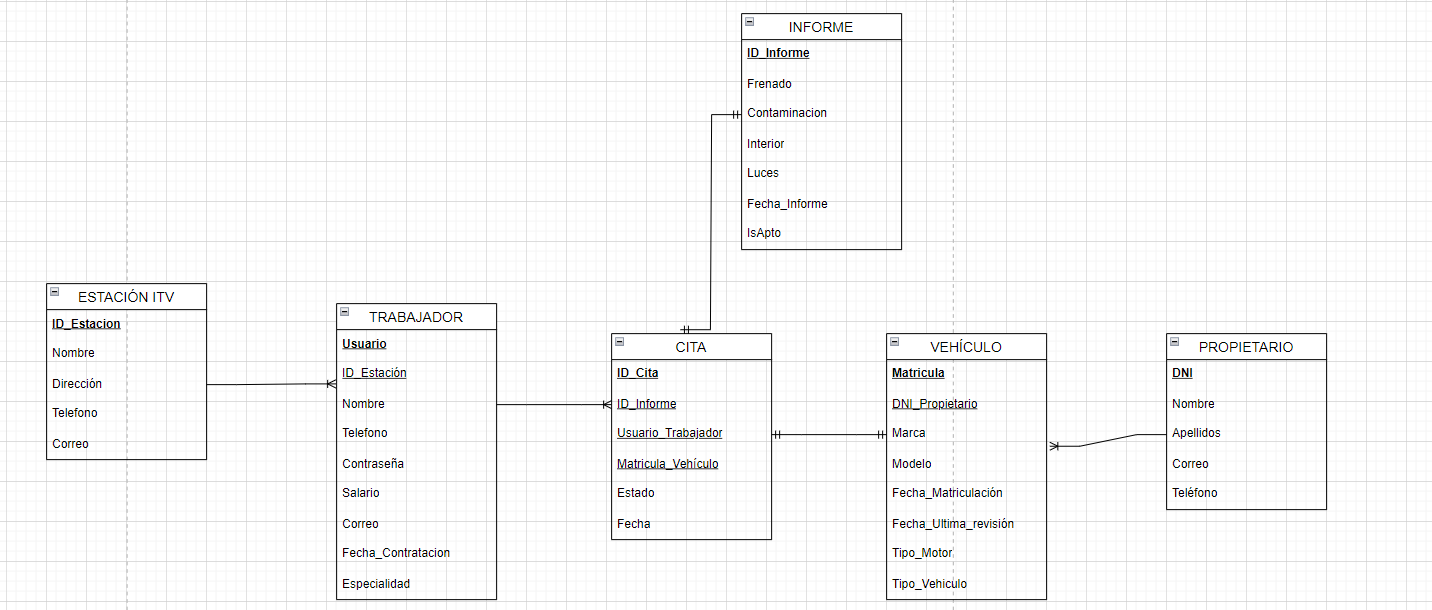 INFORME
ID_Informe
Frenado
Contaminacion
Interior
Luces
Fecha_Informe
IsApto
ESTACIÓN ITV
ID_Estacion
Nombre
Dirección
Telefono
Correo
TRABAJADOR
Usuario
ID_Estación
Nombre
Telefono
Contraseña
Salario
Correo
Fecha_Contratacion
Especialidad
CITA
ID_Cita
ID_Informe
Usuario_Trabajador
Matricula_Vehículo
Estado
Fecha
VEHÍCULO
Matricula
DNI_Propietario
Marca
Modelo
Fecha_Matriculación
Fecha_Ultima_revisión
Tipo_Motor
Tipo_Vehiculo
PROPIETARIO
DNI
Nombre
Apellidos
Correo
Teléfono